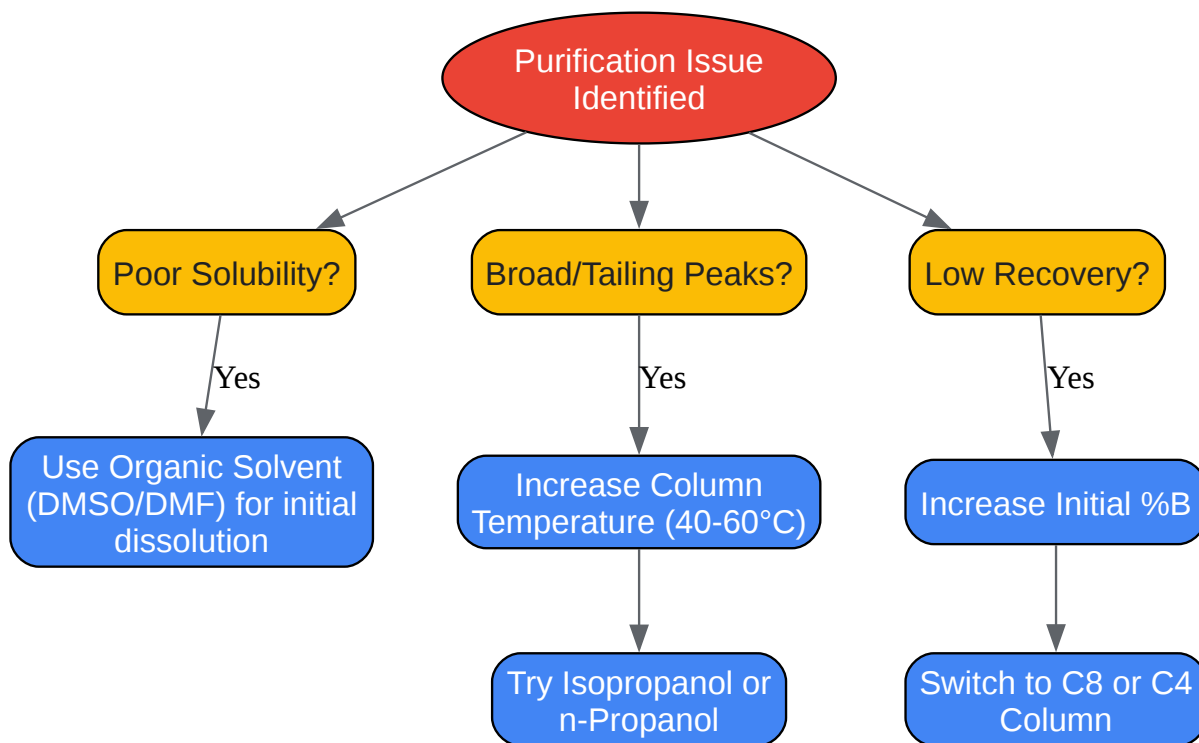 Purification Issue
Identified
Poor Solubility?
Broad/Tailing Peaks?
Low Recovery?
Yes
Yes
Yes
Use Organic Solvent
(DMSO/DMF) for initial
dissolution
Increase Column
Temperature (40-60°C)
Increase Initial %B
Try Isopropanol or
n-Propanol
Switch to C8 or C4
Column